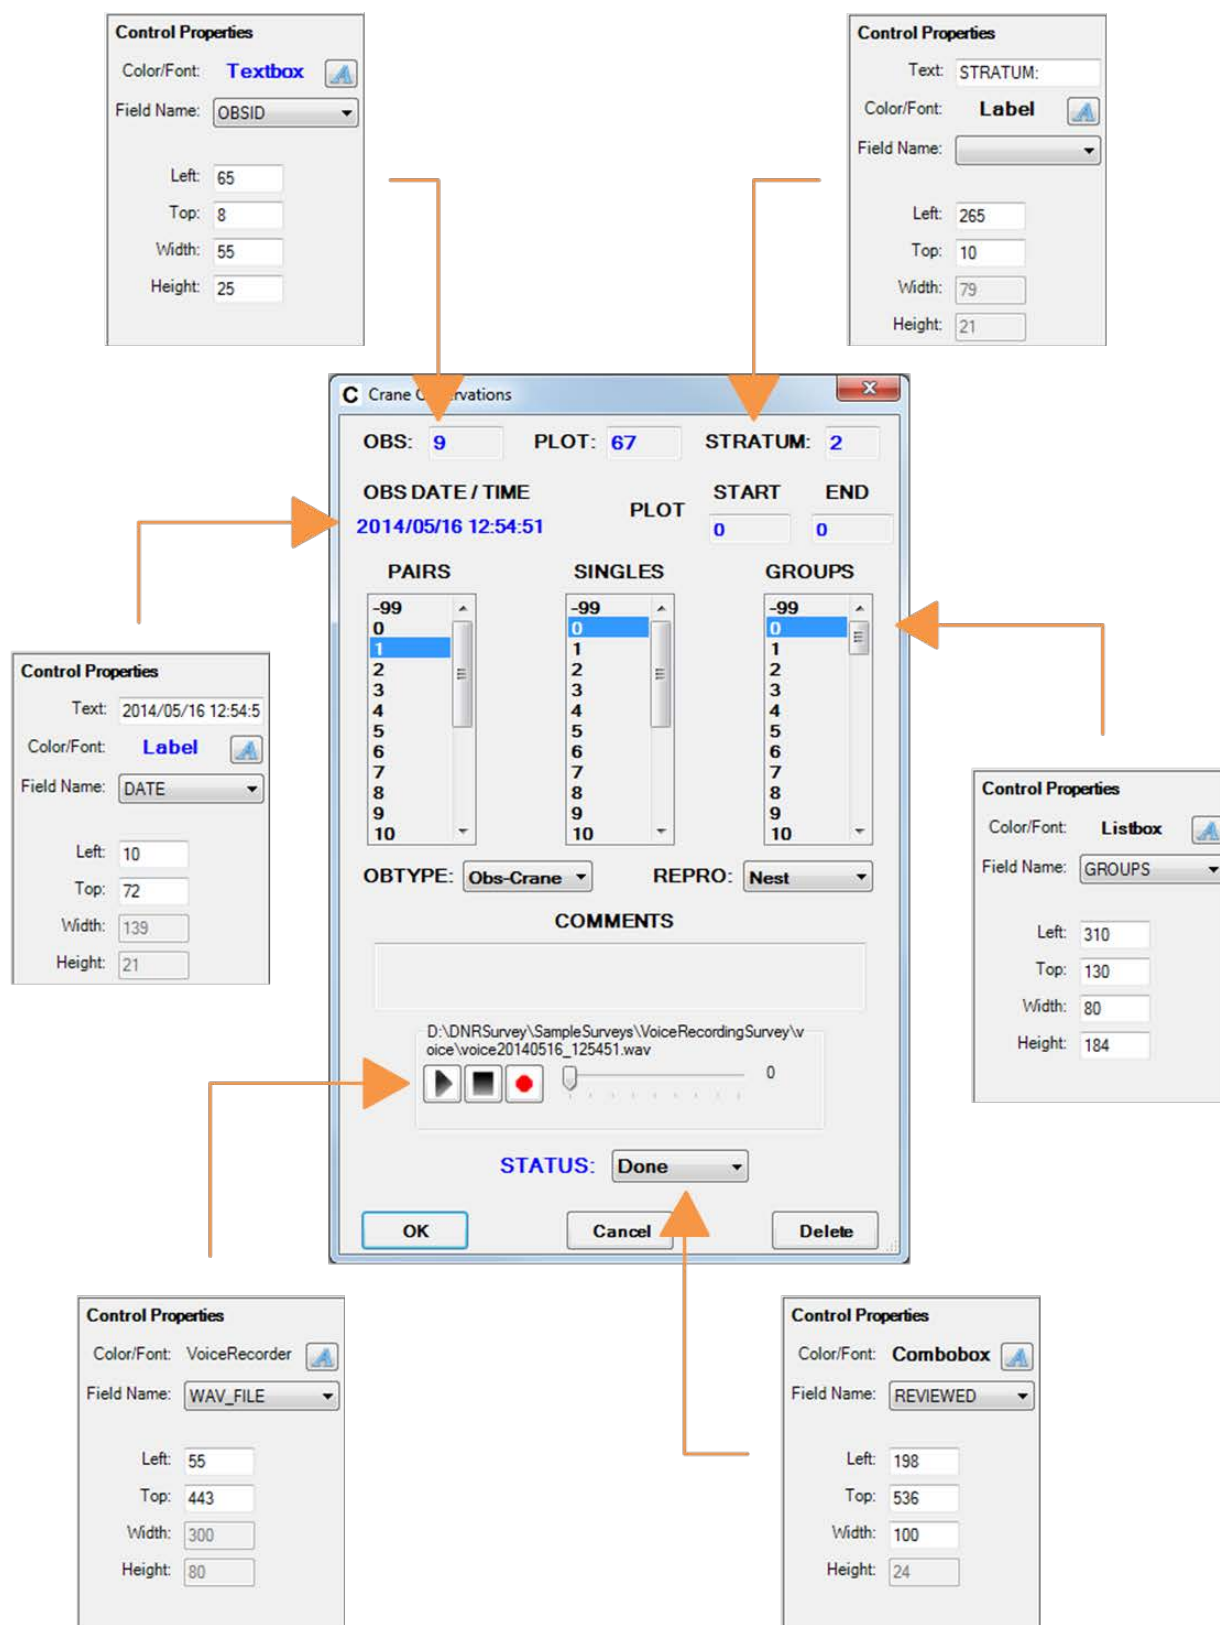 Control Properties
Color/Font: Textbox A
Field Name: OBSID
Left: 65
Top: 8
Width: 55
Height: 25
Control Properties
Text: STRATUM:
Color/Font: Label A
Field Name:
Left: 265
Top: 10
Width: 79
Height: 21
C Crane O rvations
OBS: 9 PLOT: 67 STRATUM: 2
OBS DATE / TIME START END
PLOT
2014/05/16 12:54:51 0 0
PAIRS SINGLES GROUPS
-99 -99 -99
0 0 0
1 1 1
2 2 2
3 3 3
4 4 4
5 5 5
6 6 6
7 7 7
8 8 8
9 9 9
10 10 10
OBTYPE: Obs-Crane REPRO: Nest
COMMENTS
D:\DNRSurvey\SampleSurveys\VoiceRecordingSurvey\v
oice\voice20140516_125451.wav
0
STATUS: Done
OK Cancel Delete
Control Properties
Text: 2014/05/16 12:54:5
Color/Font: Label A
Field Name: DATE
Left: 10
Top: 72
Width: 139
Height: 21
Control Properties
Color/Font: Listbox A
Field Name: GROUPS
Left: 310
Top: 130
Width: 80
Height: 184
Control Properties
Color/Font: VoiceRecorder A
Field Name: WAV_FILE
Left: 55
Top: 443
Width: 300
Height: 80
Control Properties
Color/Font: Combobox A
Field Name: REVIEWED
Left: 198
Top: 536
Width: 100
Height: 24